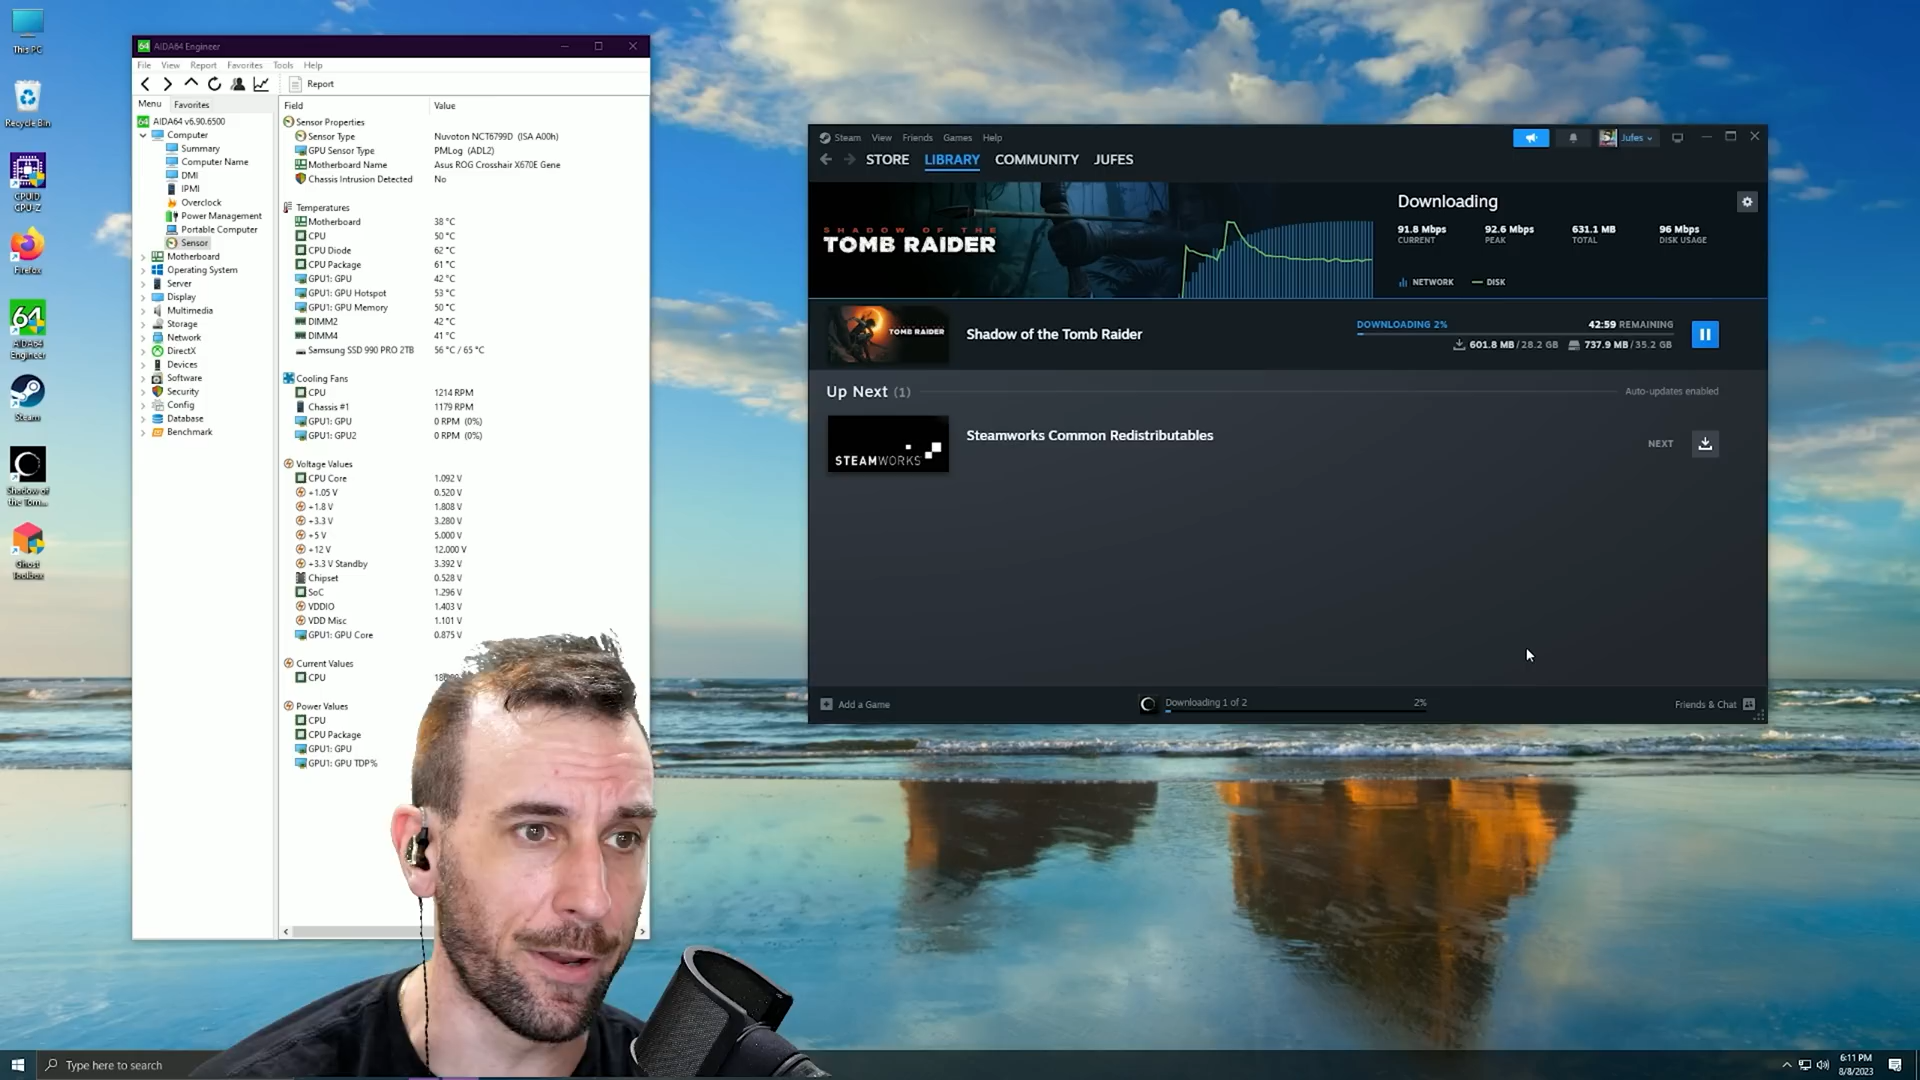 This PC
Recycle Bin
CPUID
CPU-Z
Firefox
64
AIDA64
Engineer
Steam
Shadow of
the Tom...
Ghost
Toolbox
64 AIDA64 Engineer
File View Report Favorites Tools Help
Report
Menu Favorites
64 AIDA64 v6.90.6500
Computer
Summary
Computer Name
DMI
IPMI
Overclock
Power Management
Portable Computer
Sensor
Motherboard
Operating System
Server
Display
Multimedia
Storage
Network
DirectX
Devices
Software
Security
Config
Database
Benchmark
Field Value
Sensor Properties
Sensor Type Nuvoton NCT6799D (ISA A00h)
GPU Sensor Type PMLog (ADL2)
Motherboard Name Asus ROG Crosshair X670E Gene
Chassis Intrusion Detected No
Temperatures
Motherboard 38 °C
CPU 50 °C
CPU Diode 62 °C
CPU Package 61 °C
GPU1: GPU 42 °C
GPU1: GPU Hotspot 53 °C
GPU1: GPU Memory 50 °C
DIMM2 42 °C
DIMM4 41 °C
Samsung SSD 990 PRO 2TB 56 °C / 65 °C
Cooling Fans
CPU 1214 RPM
Chassis #1 1179 RPM
GPU1: GPU 0 RPM (0%)
GPU1: GPU2 0 RPM (0%)
Voltage Values
CPU Core 1.092 V
+1.05 V 0.520 V
+1.8 V 1.808 V
+3.3 V 3.280 V
+5 V 5.000 V
+12 V 12.000 V
+3.3 V Standby 3.392 V
Chipset 0.528 V
SoC 1.296 V
VDDIO 1.403 V
VDD Misc 1.101 V
GPU1: GPU Core 0.875 V
Current Values
CPU
Power Values
CPU
CPU Package
GPU1: GPU
GPU1: GPU TDP%
Steam View Friends Games Help
Jufes
STORE LIBRARY COMMUNITY JUFES
SHADOW OF THE
TOMB RAIDER
Downloading
91.8 Mbps 92.6 Mbps 631.1 MB 96 Mbps
CURRENT PEAK TOTAL DISK USAGE
NETWORK DISK
TOMB RAIDER
Shadow of the Tomb Raider
DOWNLOADING 2% 42:59 REMAINING
601.8 MB / 28.2 GB 737.9 MB / 35.2 GB
Up Next (1) Auto-updates enabled
STEAMWORKS
Steamworks Common Redistributables
NEXT
Add a Game
Downloading 1 of 2 2%
Friends & Chat
Type here to search
6:11 PM
8/8/2023